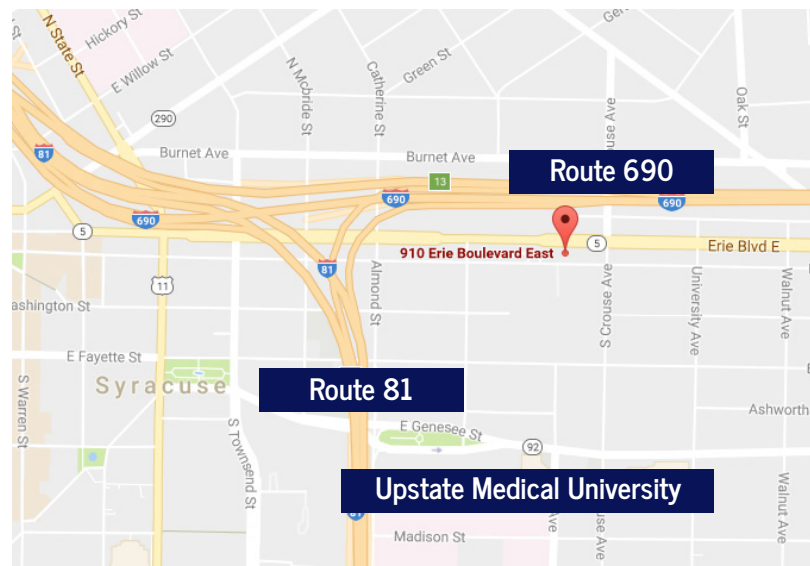 N State St
Hickory St
E Willow St
N McBride St
Catherine St
Green St
Oak St
290
81
Burnet Ave
Burnet Ave
13
Route 690
690
690
690
5
5
Erie Blvd E
910 Erie Boulevard East
81
11
Almond St
S Crouse Ave
University Ave
Walnut Ave
E Fayette St
Syracuse
Route 81
S Warren St
S Townsend St
E Genesee St
92
Ashworth
Upstate Medical University
81
Madison St
Ave
Ave
Walnut Ave